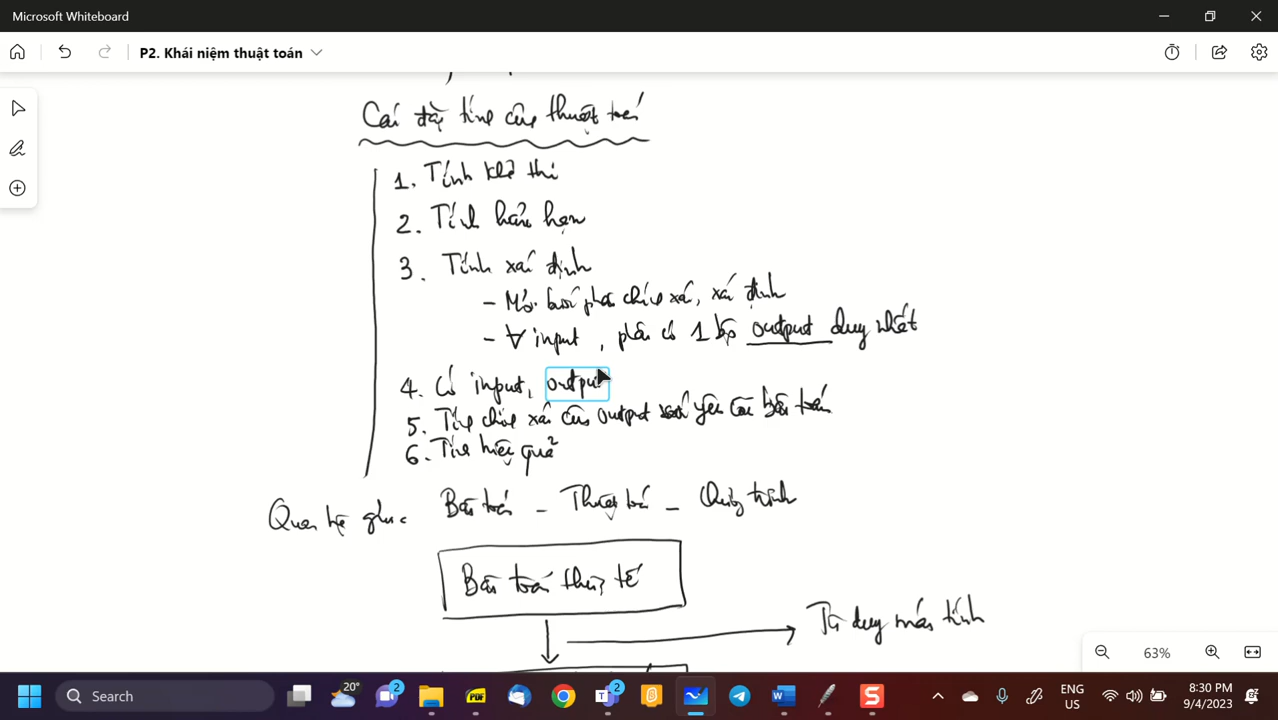 Microsoft Whiteboard
P2. Khái niệm thuật toán
Các đặc tính của thuật toán
1. Tính khả thi
2. Tính hữu hạn
3. Tính xác định
- Mỗi bước phải chính xác, xác định
- ∀ input, phải có 1 bộ output duy nhất
4. Có input, output
5. Tính chính xác của output với yêu cầu bài toán
6. Tính hiệu quả
Quan hệ giữa Bài toán - Thuật toán - Chương trình
Bài toán thực tế
Tư duy máy tính
63%
Search
20°
2
2
ENG
US
8:30 PM
9/4/2023